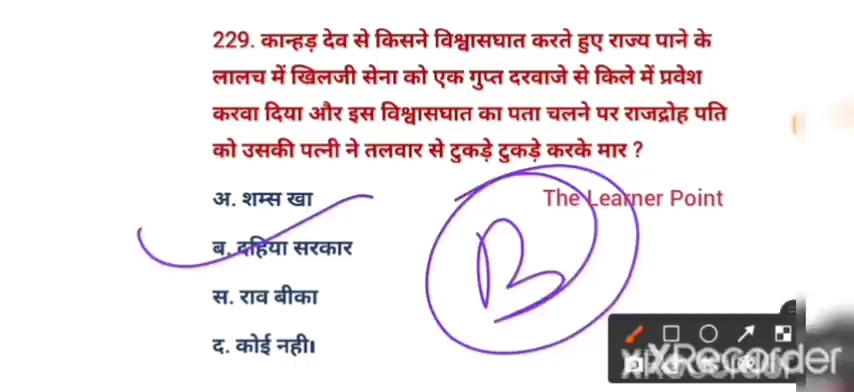 229. कान्हड़ देव से किसने विश्वासघात करते हुए राज्य पाने के
लालच में खिलजी सेना को एक गुप्त दरवाजे से किले में प्रवेश
करवा दिया और इस विश्वासघात का पता चलने पर राजद्रोह पति
को उसकी पत्नी ने तलवार से टुकड़े टुकड़े करके मार ?
अ. शम्स खा
The Learner Point
ब. दहिया सरकार
B
स. राव बीका
द. कोई नही।
XRecorder